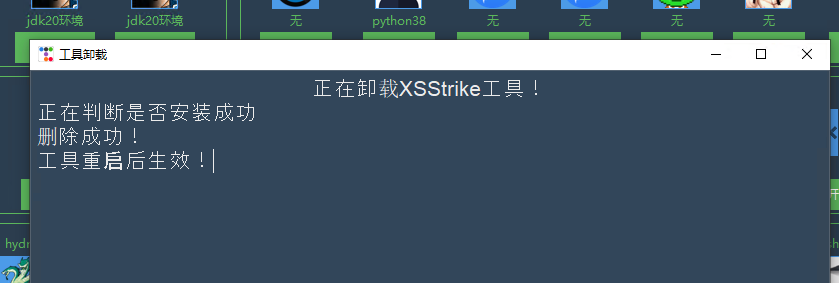 jdk20环境 jdk20环境 无 python38 无 无 无 无
工具卸载
正在卸载XSStrike工具！
正在判断是否安装成功
删除成功！
工具重启后生效！
开
hydr
sh